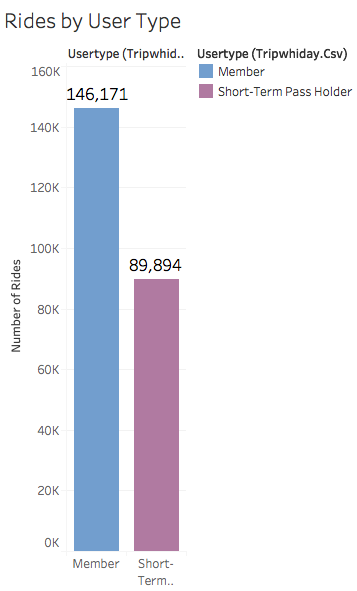 Rides by User Type
Usertype (Tripwhid..
Usertype (Tripwhiday.Csv)
Member
Short-Term Pass Holder
160K
146,171
140K
120K
100K
89,894
80K
60K
40K
20K
0K
Number of Rides
Member
Short-
Term..